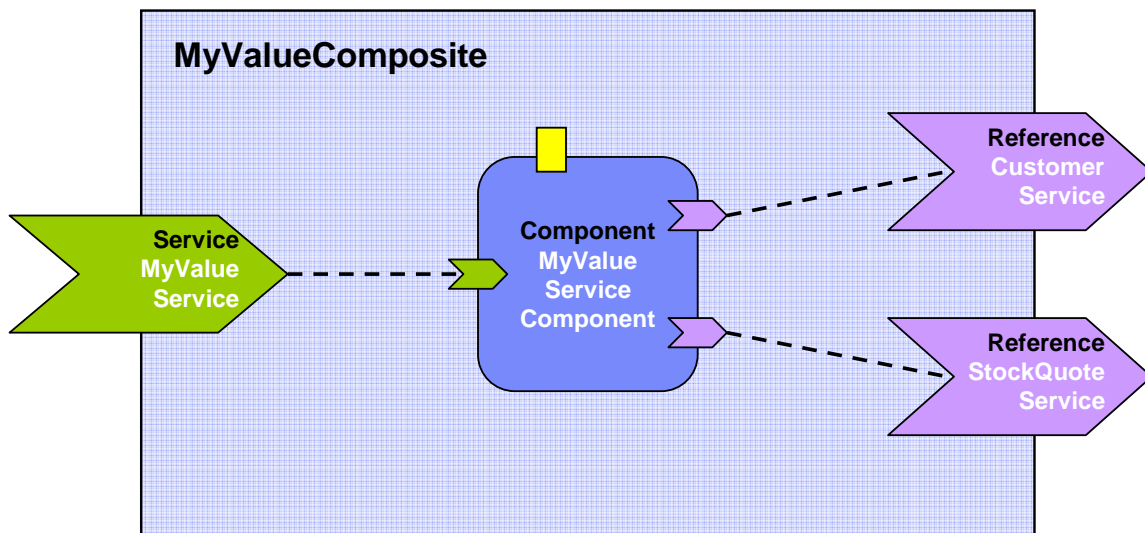 MyValueComposite
Service
MyValue
Service
Component
MyValue
Service
Component
Reference
Customer
Service
Reference
StockQuote
Service